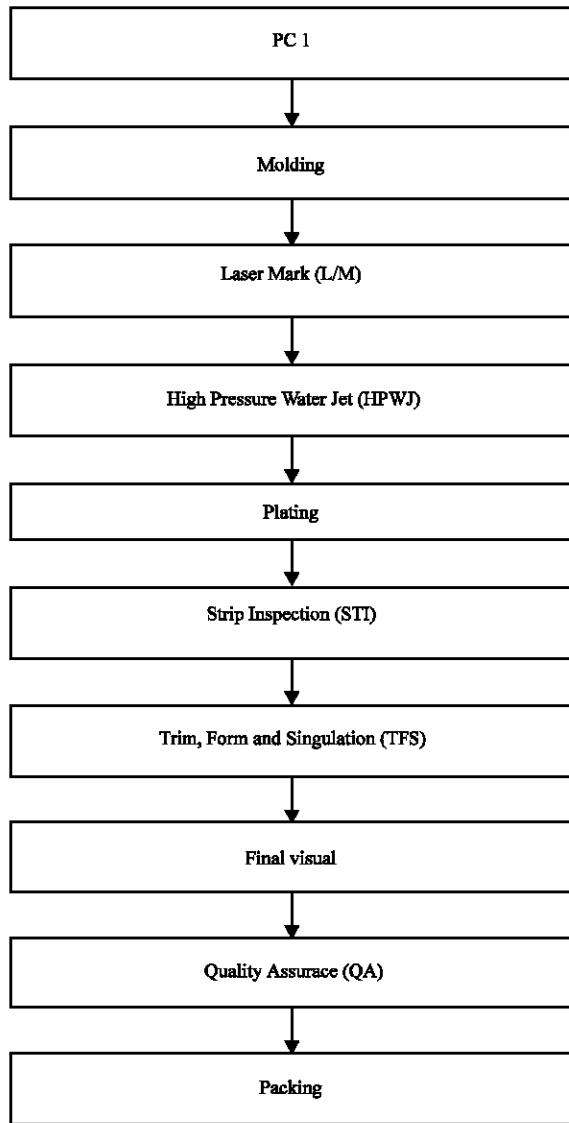 PC 1
Molding
Laser Mark (L/M)
High Pressure Water Jet (HPWJ)
Plating
Strip Inspection (STI)
Trim, Form and Singulation (TFS)
Final visual
Quality Assurace (QA)
Packing